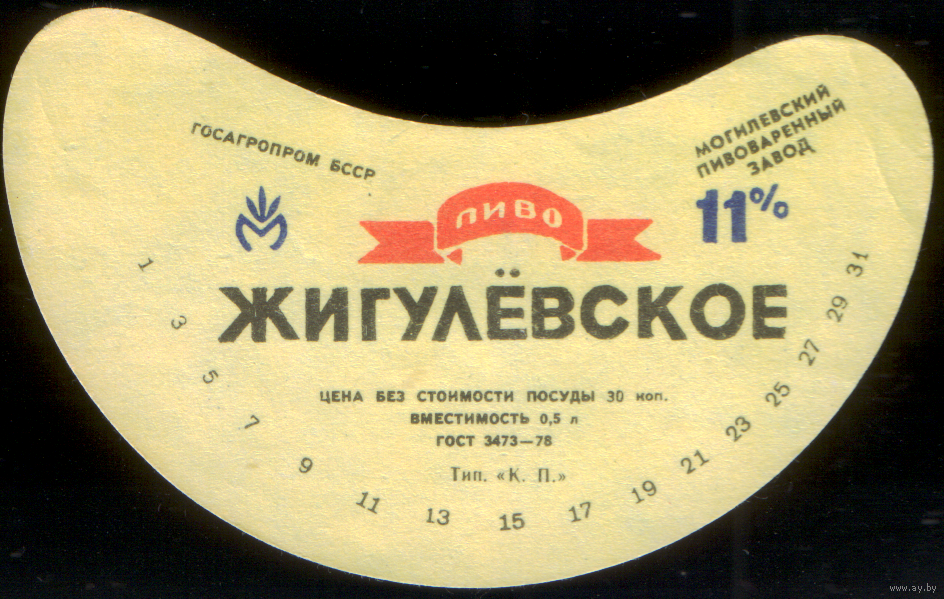 ГОСАГРОПРОМ БССР
МОГИЛЕВСКИЙ
ПИВОВАРЕННЫЙ
ЗАВОД
11%
ПИВО
ЖИГУЛЁВСКОЕ
ЦЕНА БЕЗ СТОИМОСТИ ПОСУДЫ 30 коп.
ВМЕСТИМОСТЬ 0,5 л
ГОСТ 3473—78
Тип. «К. П.»
1 3 5 7 9 11 13 15 17 19 21 23 25 27 29 31
www.ay.by